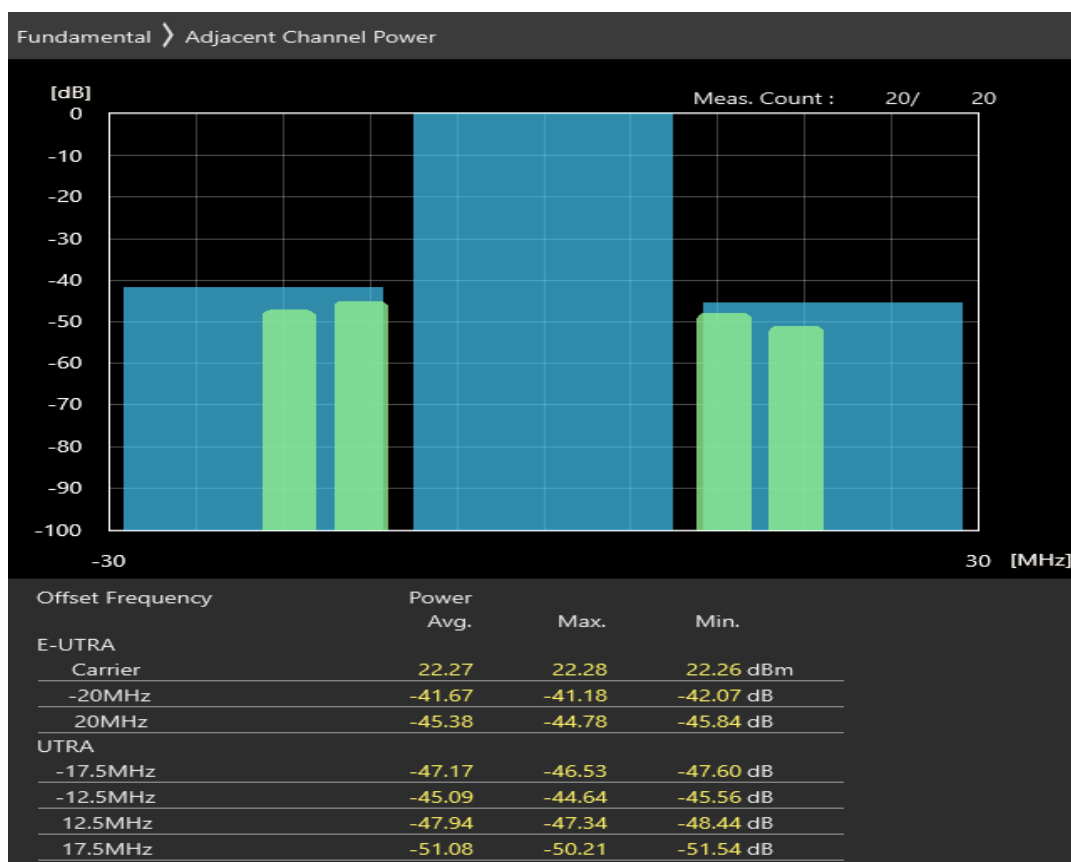 Fundamental ❯ Adjacent Channel Power
[dB]
Meas. Count : 20/ 20
0
-10
-20
-30
-40
-50
-60
-70
-80
-90
-100
-30 30 [MHz]
Offset Frequency Power
Avg. Max. Min.
E-UTRA
Carrier 22.27 22.28 22.26 dBm
-20MHz -41.67 -41.18 -42.07 dB
20MHz -45.38 -44.78 -45.84 dB
UTRA
-17.5MHz -47.17 -46.53 -47.60 dB
-12.5MHz -45.09 -44.64 -45.56 dB
12.5MHz -47.94 -47.34 -48.44 dB
17.5MHz -51.08 -50.21 -51.54 dB